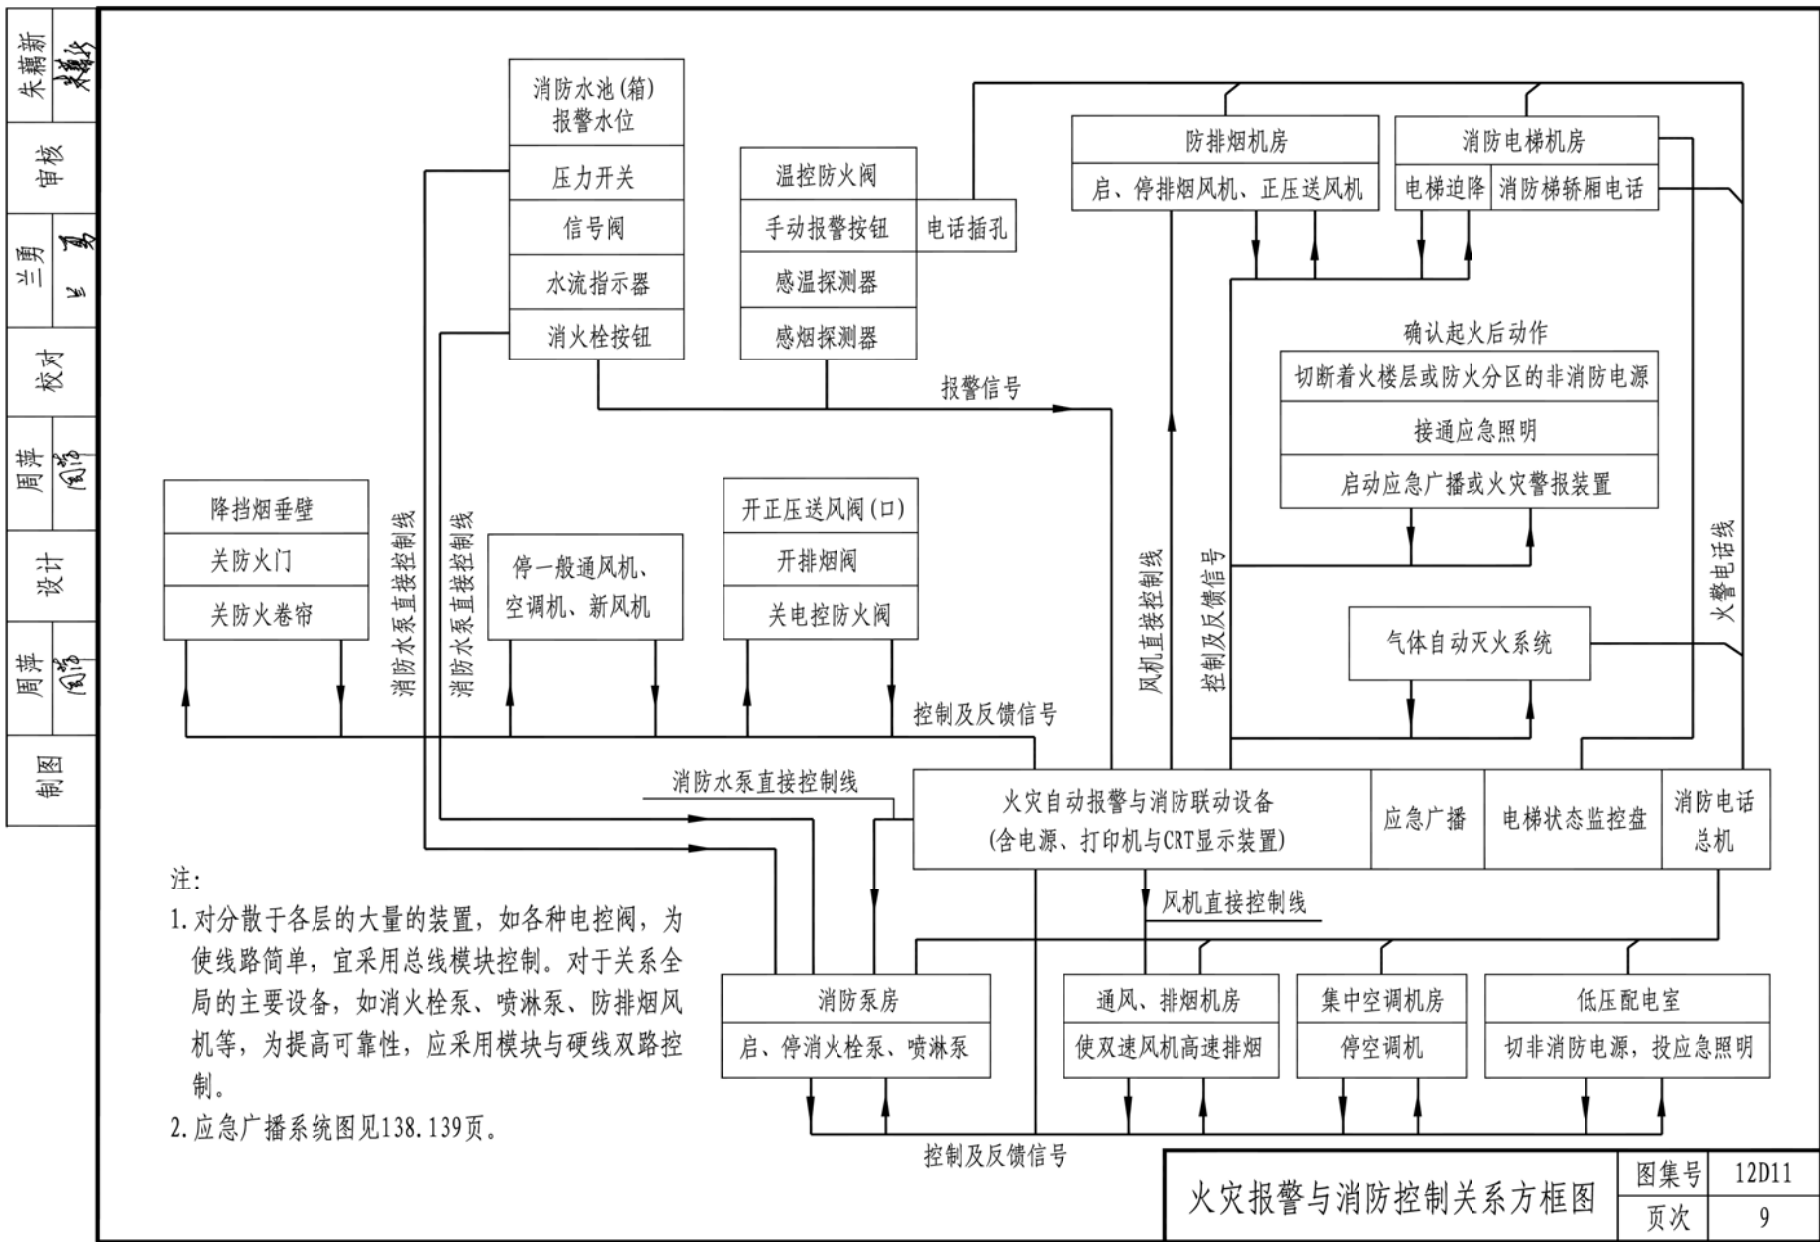 朱藕新
审核
兰勇
校对
周萍
设计
周萍
制图
消防水池(箱)
报警水位
压力开关
信号阀
水流指示器
消火栓按钮
温控防火阀
手动报警按钮
电话插孔
感温探测器
感烟探测器
防排烟机房
启、停排烟风机、正压送风机
消防电梯机房
电梯迫降
消防梯轿厢电话
报警信号
确认起火后动作
切断着火楼层或防火分区的非消防电源
接通应急照明
启动应急广播或火灾警报装置
降挡烟垂壁
关防火门
关防火卷帘
消防水泵直接控制线
消防水泵直接控制线
停一般通风机、
空调机、新风机
开正压送风阀(口)
开排烟阀
关电控防火阀
风机直接控制线
控制及反馈信号
火警电话线
气体自动灭火系统
控制及反馈信号
消防水泵直接控制线
火灾自动报警与消防联动设备
(含电源、打印机与CRT显示装置)
应急广播
电梯状态监控盘
消防电话
总机
风机直接控制线
注:
1. 对分散于各层的大量的装置，如各种电控阀，为
使线路简单，宜采用总线模块控制。对于关系全
局的主要设备，如消火栓泵、喷淋泵、防排烟风
机等，为提高可靠性，应采用模块与硬线双路控
制。
2. 应急广播系统图见138.139页。
消防泵房
启、停消火栓泵、喷淋泵
通风、排烟机房
使双速风机高速排烟
集中空调机房
停空调机
低压配电室
切非消防电源，投应急照明
控制及反馈信号
火灾报警与消防控制关系方框图
图集号
12D11
页次
9